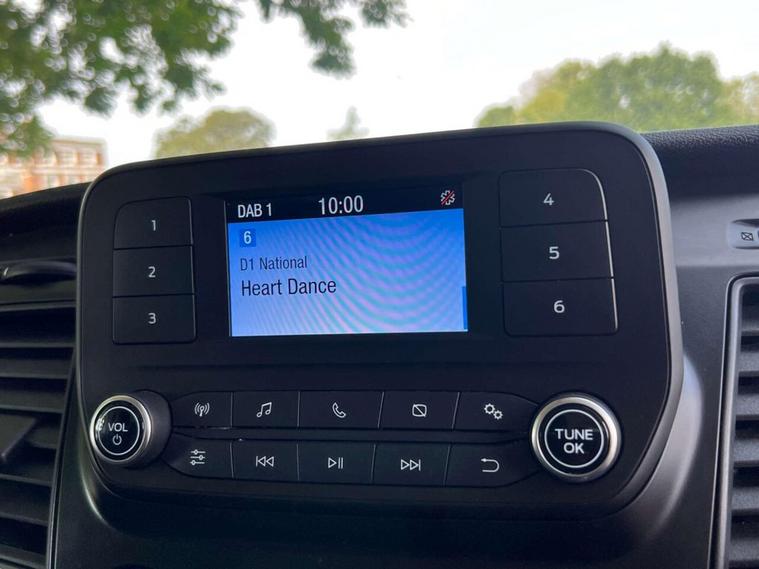 DAB 1 10:00
6
D1 National
Heart Dance
1
2
3
4
5
6
VOL
TUNE
OK